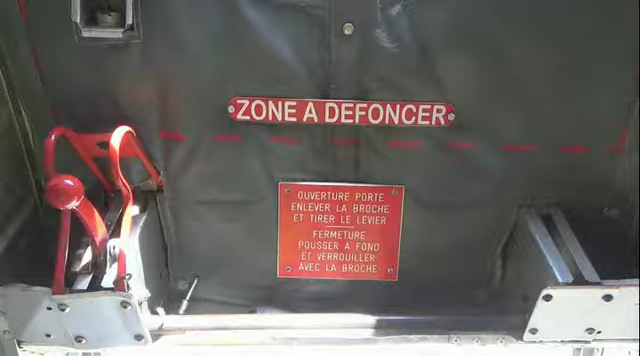 ZONE A DEFONCER
OUVERTURE PORTE
ENLEVER LA BROCHE
ET TIRER LE LEVIER
FERMETURE
POUSSER A FOND
ET VERROUILLER
AVEC LA BROCHE